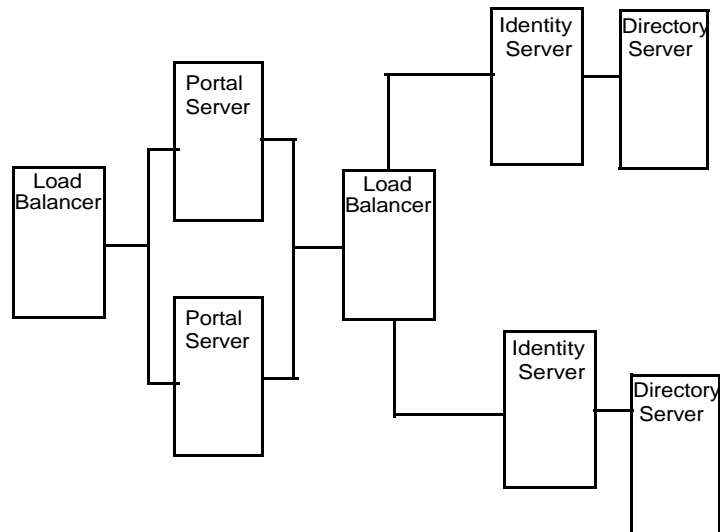 Load
Balancer
Portal
Server
Portal
Server
Load
Balancer
Identity
Server
Directory
Server
Identity
Server
Directory
Server